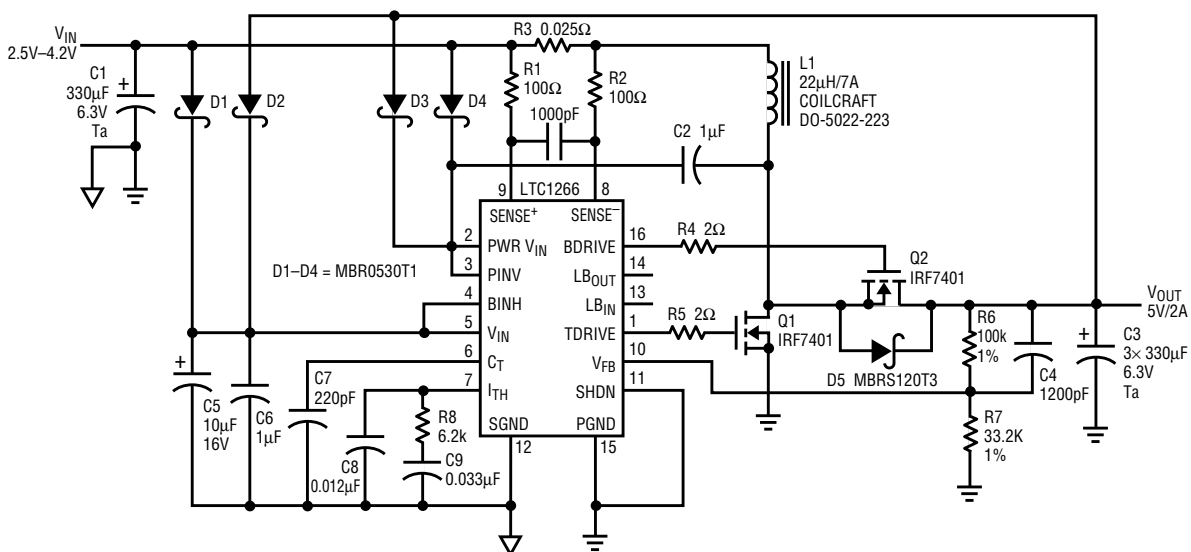 R3 0.025Ω
VIN
2.5V–4.2V
C1
330µF
6.3V
Ta
D1
D2
D3
D4
R1
100Ω
R2
100Ω
1000pF
L1
22µH/7A
COILCRAFT
DO-5022-223
C2 1µF
9
LTC1266
8
SENSE+
SENSE–
2
PWR VIN
BDRIVE
16
R4 2Ω
D1–D4 = MBR0530T1
3
PINV
LBOUT
14
Q2
IRF7401
4
BINH
LBIN
13
5
VIN
TDRIVE
1
R5 2Ω
Q1
IRF7401
VOUT
5V/2A
6
CT
VFB
10
R6
100k
1%
C3
3× 330µF
6.3V
Ta
7
ITH
SHDN
11
D5 MBRS120T3
C4
1200pF
C5
10µF
16V
C6
1µF
C7
220pF
R8
6.2k
C8
0.012µF
C9
0.033µF
SGND
PGND
12
15
R7
33.2K
1%
+
+
+